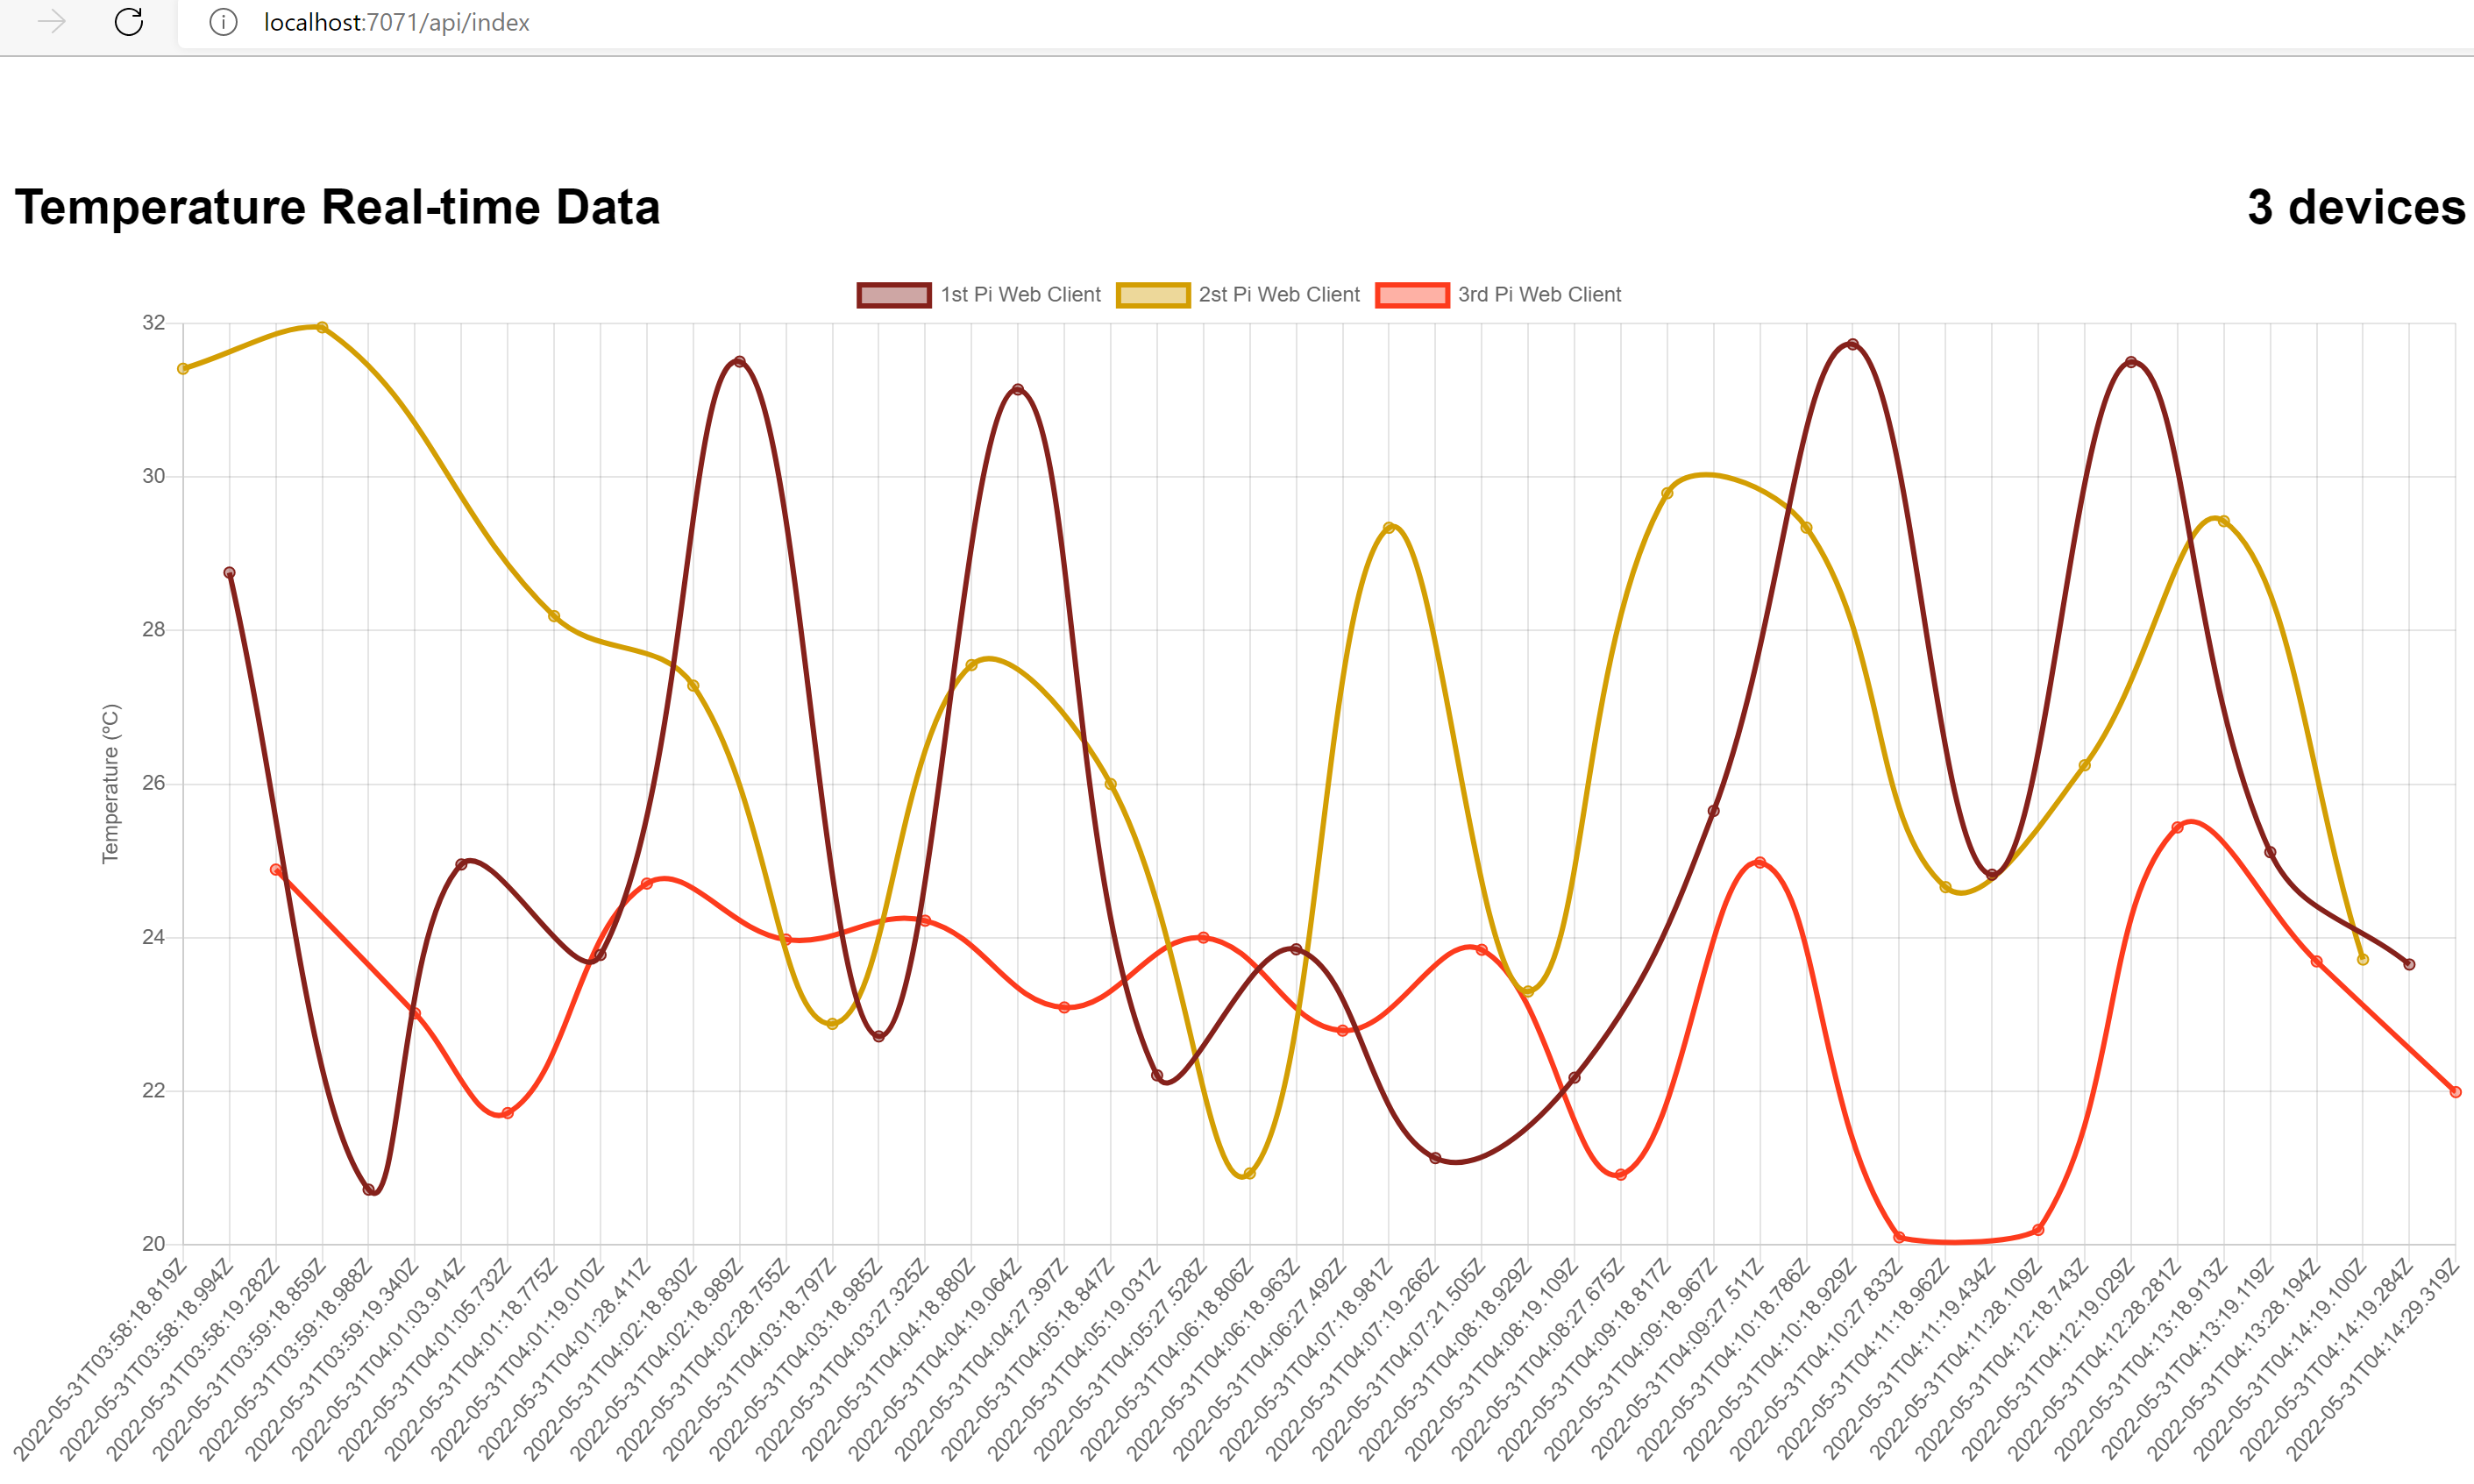 localhost:7071/api/index
Temperature Real-time Data
3 devices
1st Pi Web Client
2st Pi Web Client
3rd Pi Web Client
32
30
28
26
24
22
20
Temperature (ºC)
2022-05-31T03:58:18.819Z
2022-05-31T03:58:18.994Z
2022-05-31T03:58:19.282Z
2022-05-31T03:59:18.859Z
2022-05-31T03:59:18.988Z
2022-05-31T03:59:19.340Z
2022-05-31T04:01:03.914Z
2022-05-31T04:01:05.732Z
2022-05-31T04:01:18.775Z
2022-05-31T04:01:19.010Z
2022-05-31T04:01:28.411Z
2022-05-31T04:02:18.830Z
2022-05-31T04:02:18.989Z
2022-05-31T04:02:28.755Z
2022-05-31T04:03:18.797Z
2022-05-31T04:03:18.985Z
2022-05-31T04:03:27.325Z
2022-05-31T04:04:18.880Z
2022-05-31T04:04:19.064Z
2022-05-31T04:04:27.397Z
2022-05-31T04:05:18.847Z
2022-05-31T04:05:19.031Z
2022-05-31T04:05:27.528Z
2022-05-31T04:06:18.806Z
2022-05-31T04:06:18.963Z
2022-05-31T04:06:27.492Z
2022-05-31T04:07:18.981Z
2022-05-31T04:07:19.266Z
2022-05-31T04:07:21.505Z
2022-05-31T04:08:18.929Z
2022-05-31T04:08:19.109Z
2022-05-31T04:08:27.675Z
2022-05-31T04:09:18.817Z
2022-05-31T04:09:18.967Z
2022-05-31T04:09:27.511Z
2022-05-31T04:10:18.786Z
2022-05-31T04:10:18.929Z
2022-05-31T04:10:27.833Z
2022-05-31T04:11:18.962Z
2022-05-31T04:11:19.434Z
2022-05-31T04:11:28.109Z
2022-05-31T04:12:18.743Z
2022-05-31T04:12:19.029Z
2022-05-31T04:12:28.281Z
2022-05-31T04:13:18.913Z
2022-05-31T04:13:19.119Z
2022-05-31T04:13:28.194Z
2022-05-31T04:14:19.100Z
2022-05-31T04:14:19.284Z
2022-05-31T04:14:29.319Z